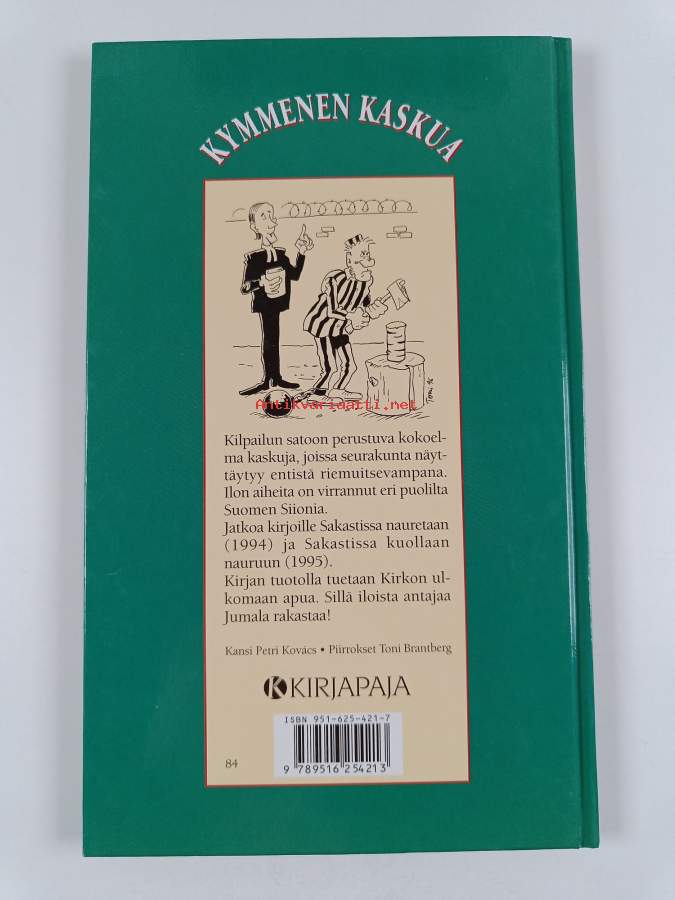 KYMMENEN KASKUA
Toni 96
Antikvariaatti.net
Kilpailun satoon perustuva kokoel-
ma kaskuja, joissa seurakunta näyt-
täytyy entistä riemuitsevampana.
Ilon aiheita on virrannut eri puolilta
Suomen Siionia.
Jatkoa kirjoille Sakastissa nauretaan
(1994) ja Sakastissa kuollaan
nauruun (1995).
Kirjan tuotolla tuetaan Kirkon ul-
komaan apua. Sillä iloista antajaa
Jumala rakastaa!
Kansi Petri Kovács • Piirrokset Toni Brantberg
KIRJAPAJA
ISBN 951-625-421-7
84
9 789516 254213